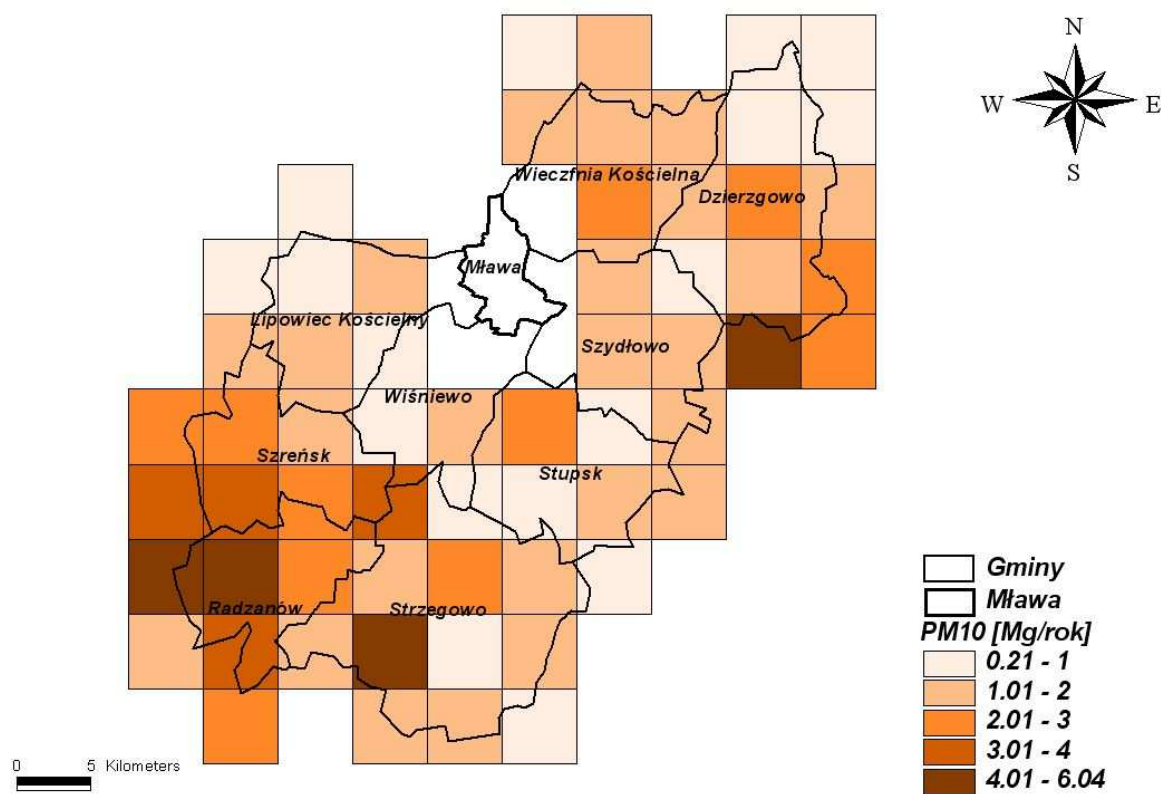 N
W E
S
Wieczfnia Kościelna
Dzierzgowo
Mława
Lipowiec Kościelny
Szydłowo
Wiśniewo
Szreńsk
Stupsk
Radzanów
Strzegowo
Gminy
Mława
PM10 [Mg/rok]
0.21 - 1
1.01 - 2
2.01 - 3
3.01 - 4
4.01 - 6.04
0 5 Kilometers